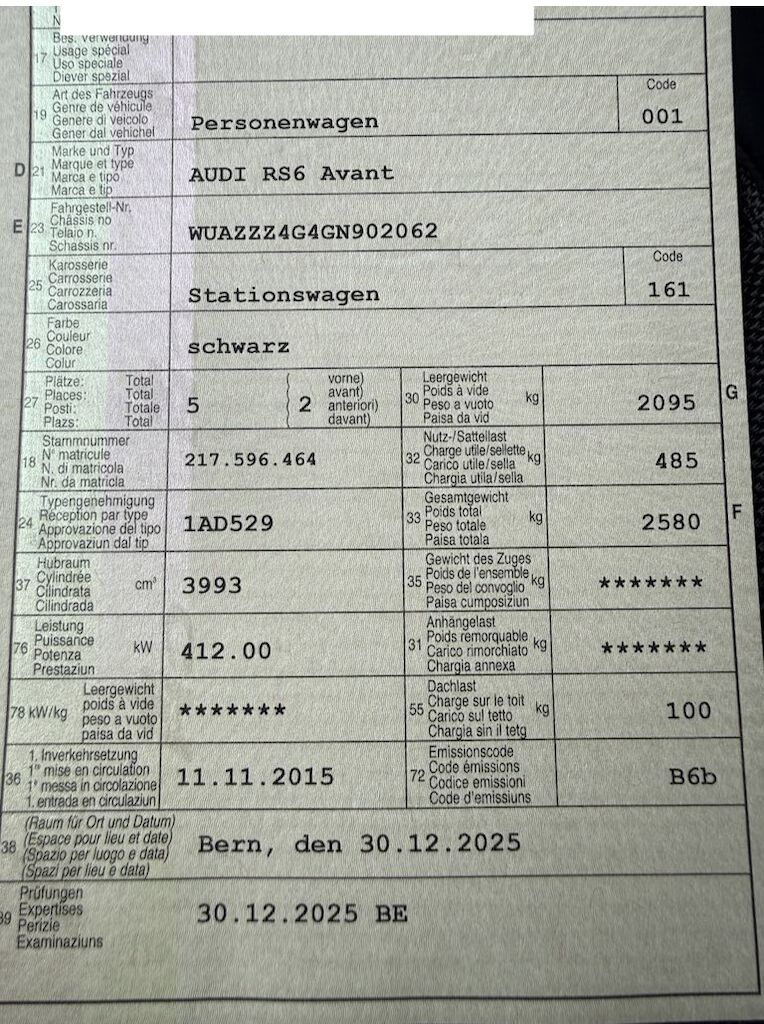 17
Bes. Verwendung
Usage spécial
Uso speciale
Diever spezial
19
Art des Fahrzeugs
Genre de véhicule
Genere di veicolo
Gener dal vehichel
Personenwagen
Code
001
D
21
Marke und Typ
Marque et type
Marca e tipo
Marca e tip
AUDI RS6 Avant
E
23
Fahrgestell-Nr.
Châssis no
Telaio n.
Schassis nr.
WUAZZZ4G4GN902062
25
Karosserie
Carrosserie
Carrozzeria
Carossaria
Stationswagen
Code
161
26
Farbe
Couleur
Colore
Colur
schwarz
27
Plätze: Total
Places: Total
Posti: Totale
Plazs: Total
5
2
vorne)
avant)
anteriori)
davant)
30
Leergewicht
Poids à vide
Peso a vuoto
Paisa da vid
kg
2095
G
18
Stammnummer
N° matricule
N. di matricola
Nr. da matricla
217.596.464
32
Nutz-/Sattellast
Charge utile/sellette
Carico utile/sella
Chargia utila/sella
kg
485
24
Typengenehmigung
Réception par type
Approvazione del tipo
Approvaziun dal tip
1AD529
33
Gesamtgewicht
Poids total
Peso totale
Paisa totala
kg
2580
F
37
Hubraum
Cylindrée
Cilindrata
Cilindrada
cm³
3993
35
Gewicht des Zuges
Poids de l'ensemble
Peso del convoglio
Paisa cumposiziun
kg
*******
76
Leistung
Puissance
Potenza
Prestaziun
kW
412.00
31
Anhängelast
Poids remorquable
Carico rimorchiato
Chargia annexa
kg
*******
78 kW/kg
Leergewicht
poids à vide
peso a vuoto
paisa da vid
*******
55
Dachlast
Charge sur le toit
Carico sul tetto
Chargia sin il tetg
kg
100
36
1. Inverkehrsetzung
1re mise en circulation
1a messa in circolazione
1. entrada en circulaziun
11.11.2015
72
Emissionscode
Code émissions
Codice emissioni
Code d'emissiuns
B6b
38
(Raum für Ort und Datum)
(Espace pour lieu et date)
(Spazio per luogo e data)
(Spazi per lieu e data)
Bern, den 30.12.2025
39
Prüfungen
Expertises
Perizie
Examinaziuns
30.12.2025 BE